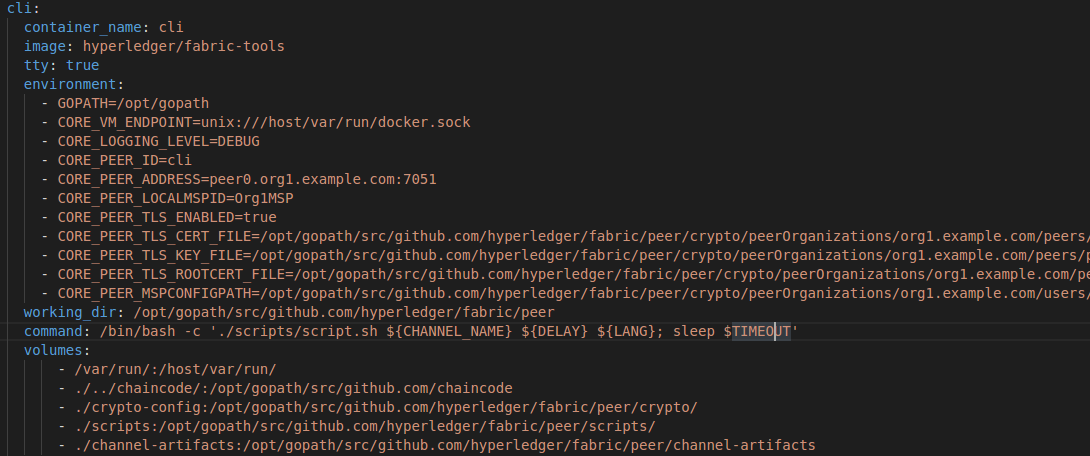 cli:
container_name: cli
image: hyperledger/fabric-tools
tty: true
environment:
- GOPATH=/opt/gopath
- CORE_VM_ENDPOINT=unix:///host/var/run/docker.sock
- CORE_LOGGING_LEVEL=DEBUG
- CORE_PEER_ID=cli
- CORE_PEER_ADDRESS=peer0.org1.example.com:7051
- CORE_PEER_LOCALMSPID=Org1MSP
- CORE_PEER_TLS_ENABLED=true
- CORE_PEER_TLS_CERT_FILE=/opt/gopath/src/github.com/hyperledger/fabric/peer/crypto/peerOrganizations/org1.example.com/peers/
- CORE_PEER_TLS_KEY_FILE=/opt/gopath/src/github.com/hyperledger/fabric/peer/crypto/peerOrganizations/org1.example.com/peers/p
- CORE_PEER_TLS_ROOTCERT_FILE=/opt/gopath/src/github.com/hyperledger/fabric/peer/crypto/peerOrganizations/org1.example.com/pe
- CORE_PEER_MSPCONFIGPATH=/opt/gopath/src/github.com/hyperledger/fabric/peer/crypto/peerOrganizations/org1.example.com/users/
working_dir: /opt/gopath/src/github.com/hyperledger/fabric/peer
command: /bin/bash -c './scripts/script.sh ${CHANNEL_NAME} ${DELAY} ${LANG}; sleep $TIMEOUT'
volumes:
- /var/run/:/host/var/run/
- ./../chaincode/:/opt/gopath/src/github.com/chaincode
- ./crypto-config:/opt/gopath/src/github.com/hyperledger/fabric/peer/crypto/
- ./scripts:/opt/gopath/src/github.com/hyperledger/fabric/peer/scripts/
- ./channel-artifacts:/opt/gopath/src/github.com/hyperledger/fabric/peer/channel-artifacts